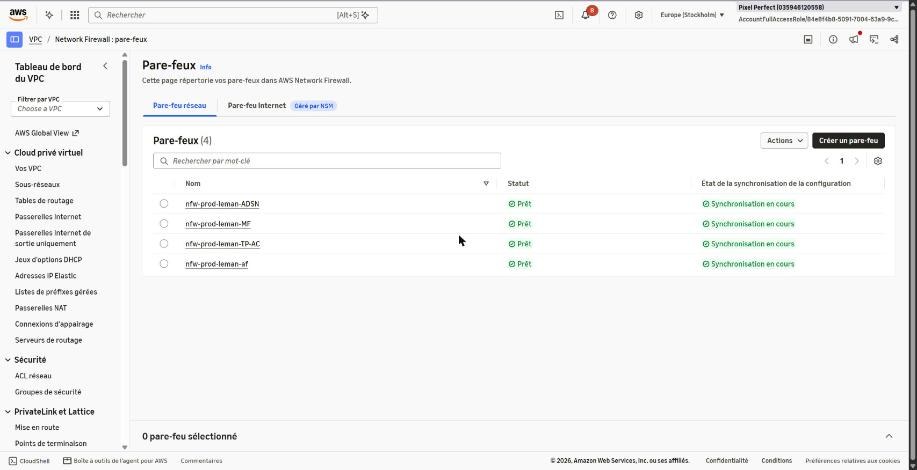 aws
Rechercher
[Alt+S]
8
Europe (Stockholm)
Pixel Perfect (035946120558)
VPC / Network Firewall : pare-feux
Tableau de bord
du VPC
Filtrer par VPC
Choose a VPC
AWS Global View
Cloud privé virtuel
Vos VPC
Sous-réseaux
Tables de routage
Passerelles Internet
Passerelles Internet de
sortie uniquement
Jeux d'options DHCP
Adresses IP Elastic
Listes de préfixes gérées
Passerelles NAT
Connexions d'appairage
Serveurs de routage
Sécurité
ACL réseau
Groupes de sécurité
PrivateLink et Lattice
Mise en route
Points de terminaison
Pare-feux Info
Cette page répertorie vos pare-feux dans AWS Network Firewall.
Pare-feu réseau
Pare-feu Internet Géré par NSM
Pare-feux (4)
Actions
Créer un pare-feu
Rechercher par mot-clé
1
Nom Statut Etat de la synchronisation de la configuration
nfw-prod-leman-ADSN Prêt Synchronisation en cours
nfw-prod-leman-MF Prêt Synchronisation en cours
nfw-prod-leman-TP-AC Prêt Synchronisation en cours
nfw-prod-leman-af Prêt Synchronisation en cours
0 pare-feu sélectionné
CloudShell Boîte à outils de l'agent pour AWS Commentaires © 2026, Amazon Web Services, Inc. ou ses affiliés. Confidentialité Conditions Préférences relatives aux cookies